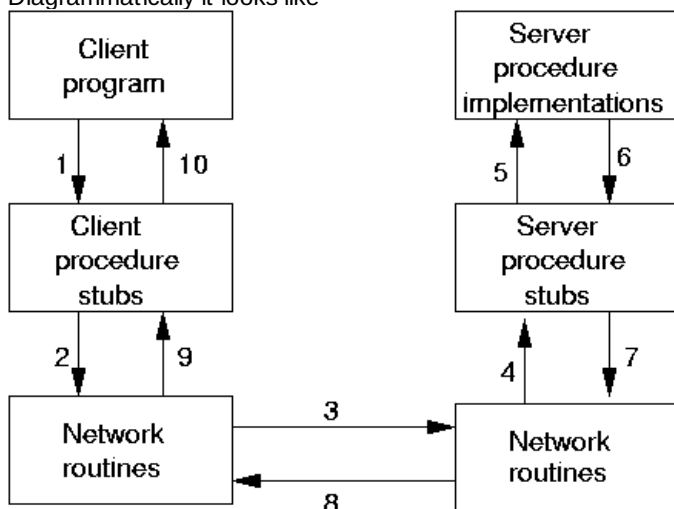 Diagrammatically it looks like
Client
program
Server
procedure
implementations
1
10
5
6
Client
procedure
stubs
Server
procedure
stubs
2
9
4
7
3
Network
routines
Network
routines
8